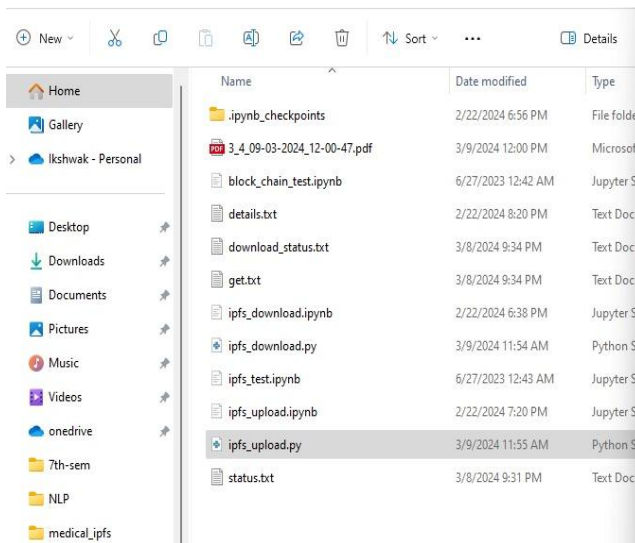 New Sort ... Details
Home
Gallery
Ikshwak - Personal
Desktop
Downloads
Documents
Pictures
Music
Videos
onedrive
7th-sem
NLP
medical_ipfs
Name Date modified Type
.ipynb_checkpoints 2/22/2024 6:56 PM File folde
PDF 3_4_09-03-2024_12-00-47.pdf 3/9/2024 12:00 PM Microsof
block_chain_test.ipynb 6/27/2023 12:42 AM Jupyter S
details.txt 2/22/2024 8:20 PM Text Doc
download_status.txt 3/8/2024 9:34 PM Text Doc
get.txt 3/8/2024 9:34 PM Text Doc
ipfs_download.ipynb 2/22/2024 6:38 PM Jupyter S
ipfs_download.py 3/9/2024 11:54 AM Python S
ipfs_test.ipynb 6/27/2023 12:43 AM Jupyter S
ipfs_upload.ipynb 2/22/2024 7:20 PM Jupyter S
ipfs_upload.py 3/9/2024 11:55 AM Python S
status.txt 3/8/2024 9:31 PM Text Doc